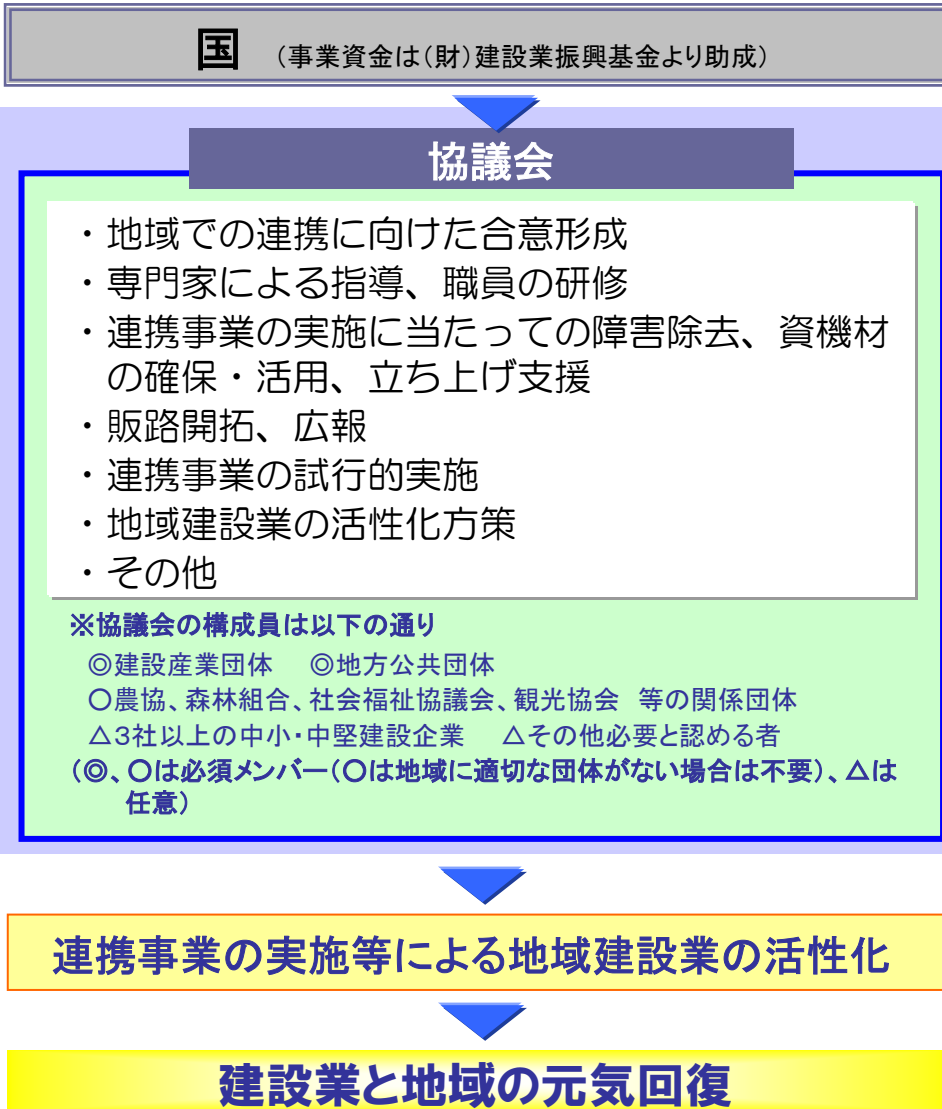 国 (事業資金は(財)建設業振興基金より助成)
協議会
・地域での連携に向けた合意形成
・専門家による指導、職員の研修
・連携事業の実施に当たっての障害除去、資機材
の確保・活用、立ち上げ支援
・販路開拓、広報
・連携事業の試行的実施
・地域建設業の活性化方策
・その他
※協議会の構成員は以下の通り
◎建設産業団体 ◎地方公共団体
○農協、森林組合、社会福祉協議会、観光協会 等の関係団体
△3社以上の中小・中堅建設企業 △その他必要と認める者
(◎、○は必須メンバー(○は地域に適切な団体がない場合は不要)、△は
任意)
連携事業の実施等による地域建設業の活性化
建設業と地域の元気回復